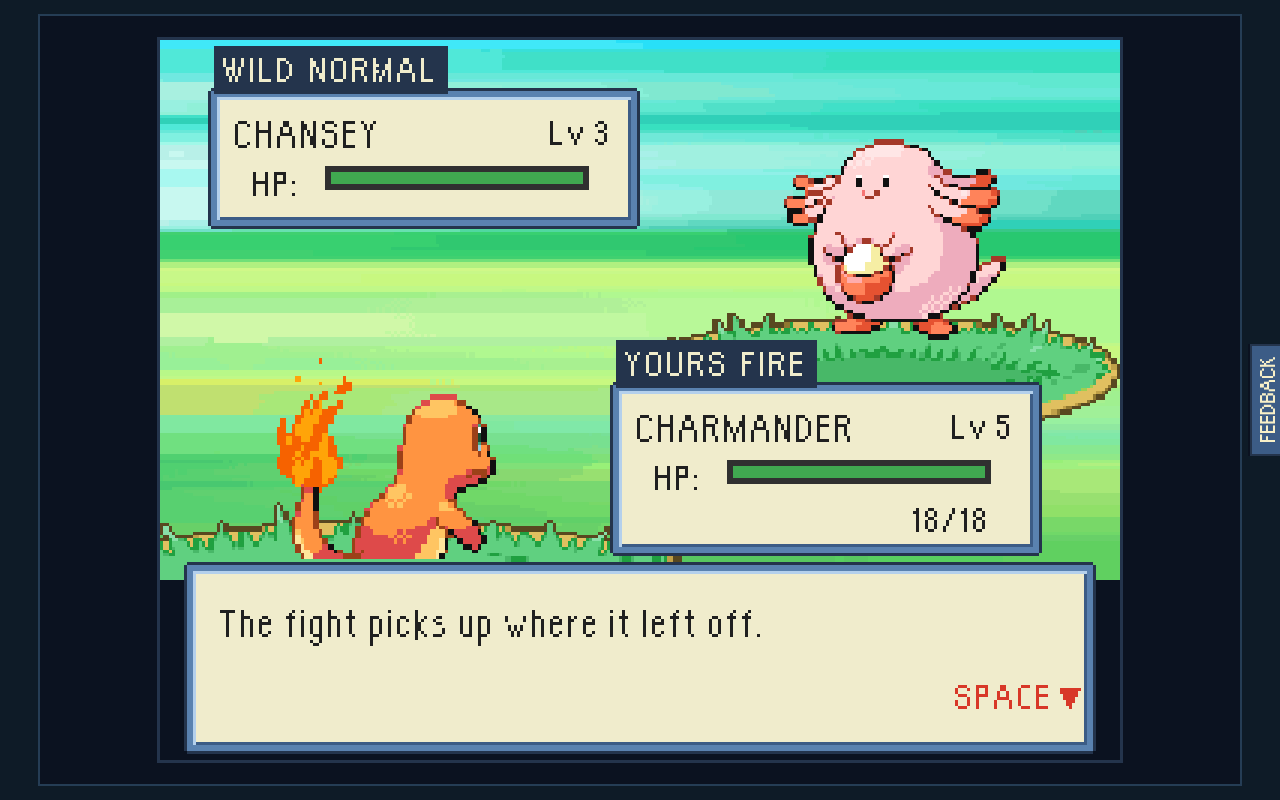 WILD NORMAL
CHANSEY Lv 3
HP:
YOURS FIRE
CHARMANDER Lv 5
HP:
18/18
FEEDBACK
The fight picks up where it left off.
SPACE ▼